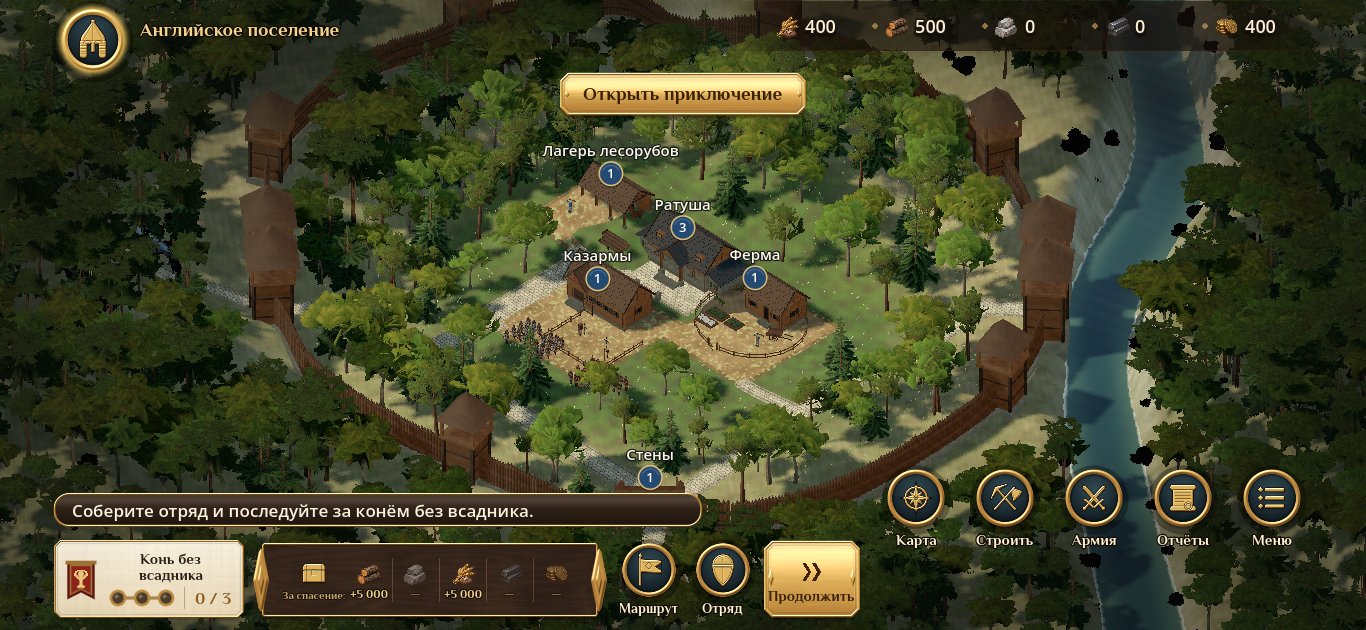 Английское поселение
400
500
0
0
400
Открыть приключение
Лагерь лесорубов
1
Ратуша
3
Казармы
1
Ферма
1
Стены
1
Соберите отряд и последуйте за конём без всадника.
Карта
Строить
Армия
Отчёты
Меню
Конь без
всадника
0 / 3
За спасение: +5 000 — +5 000 — —
Маршрут
Отряд
Продолжить